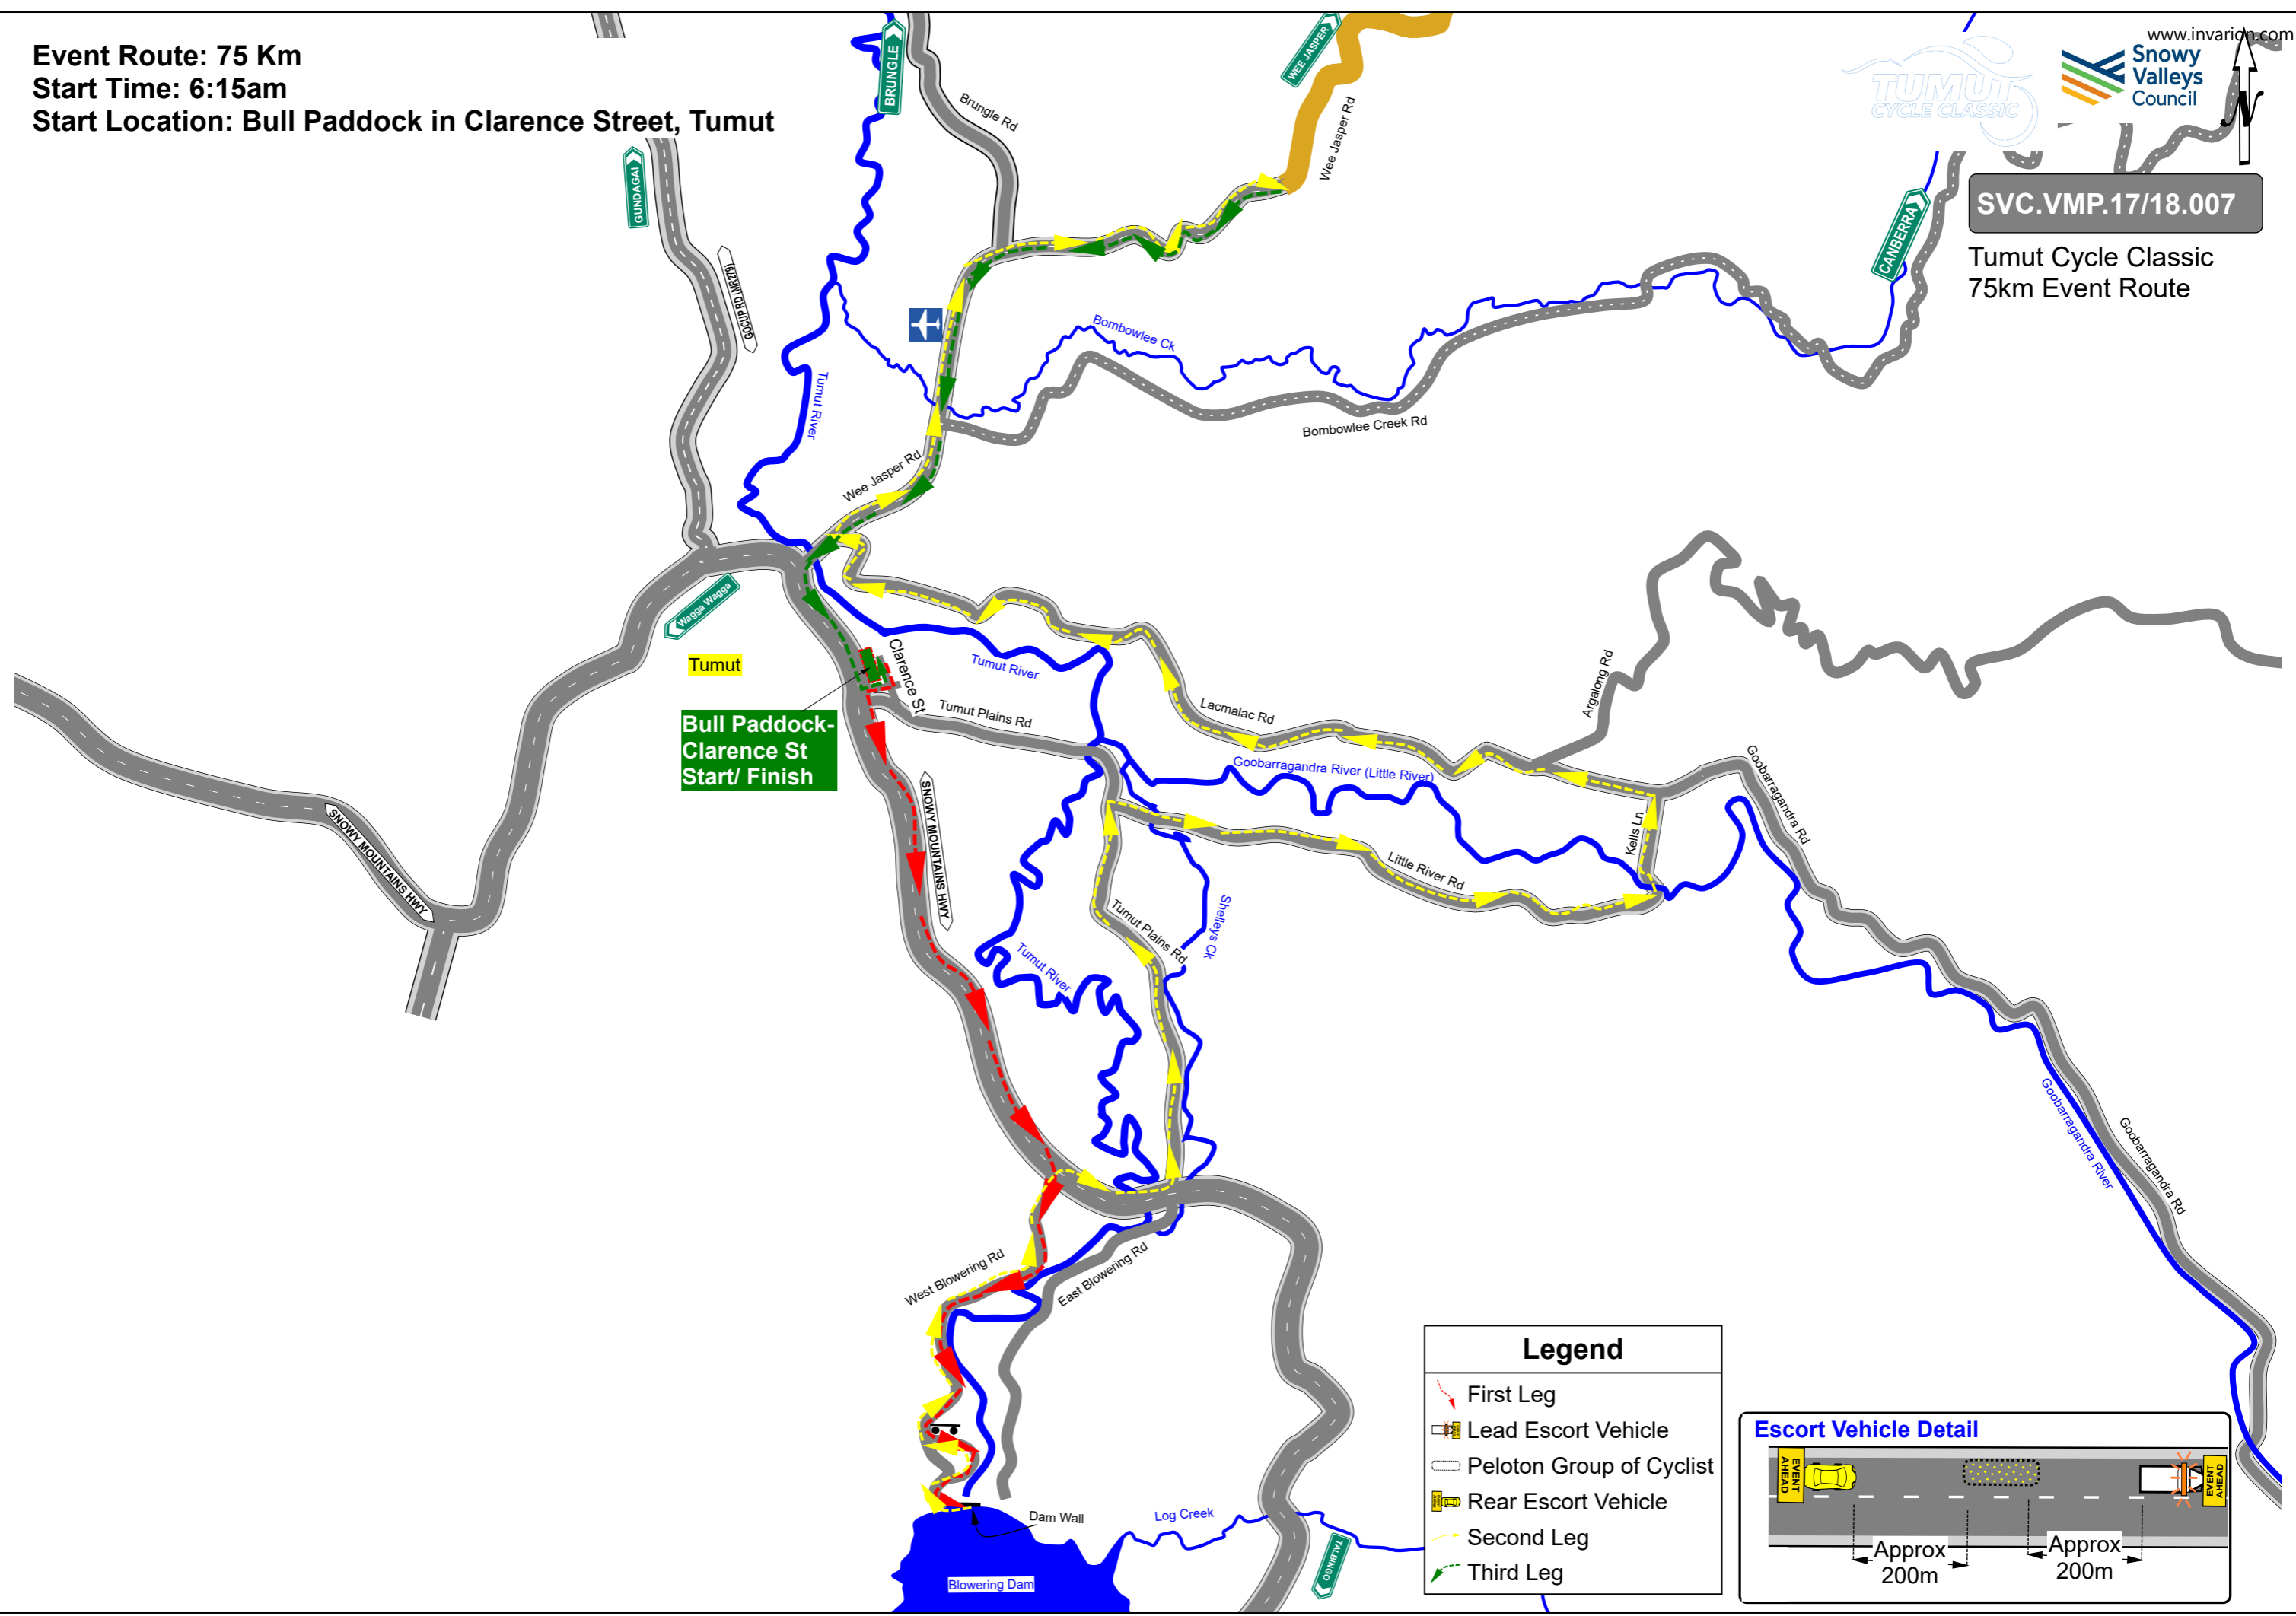 Event Route: 75 Km
Start Time: 6:15am
Start Location: Bull Paddock in Clarence Street, Tumut
BRUNGLE
WEE JASPER
www.invarion.com
TUMUT
CYCLE CLASSIC
Snowy
Valleys
Council
N
Brungle Rd
Wee Jasper Rd
GUNDAGAI
CANBERRA
SVC.VMP.17/18.007
Tumut Cycle Classic
75km Event Route
GOCUP RD (MR279)
Tumut River
Bombowlee Ck
Bombowlee Creek Rd
Wee Jasper Rd
Wagga Wagga
Tumut
Clarence St
Tumut River
Tumut Plains Rd
Lacmalac Rd
Argalong Rd
Bull Paddock-
Clarence St
Start/ Finish
Goobarragandra River (Little River)
Goobarragandra Rd
SNOWY MOUNTAINS HWY
SNOWY MOUNTAINS HWY
Kells Ln
Little River Rd
Tumut Plains Rd
Shelleys Ck
Tumut River
Goobarragandra River
Goobarragandra Rd
West Blowering Rd
East Blowering Rd
Dam Wall
Log Creek
Blowering Dam
TALBINGO
Legend
First Leg
Lead Escort Vehicle
Peloton Group of Cyclist
Rear Escort Vehicle
Second Leg
Third Leg
Escort Vehicle Detail
EVENT
AHEAD
EVENT
AHEAD
Approx
200m
Approx
200m